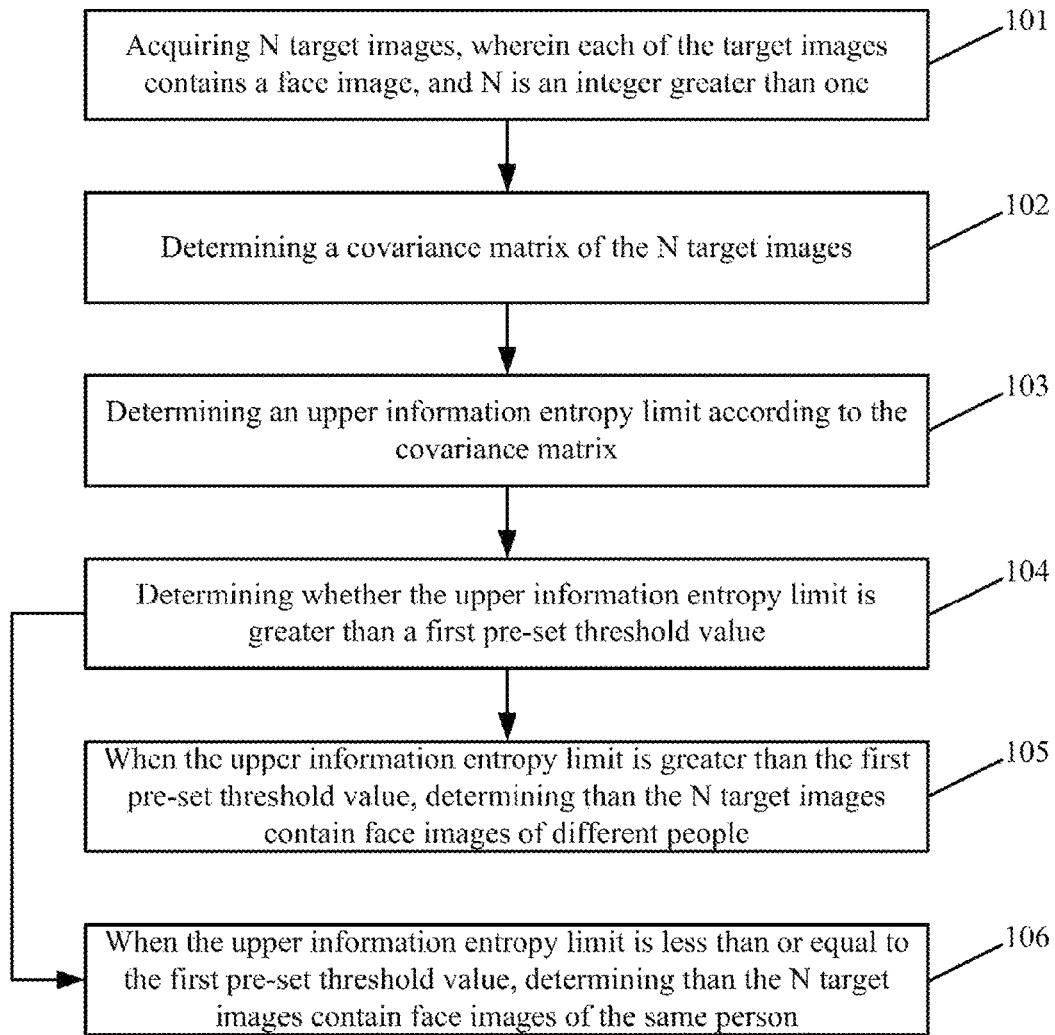 Acquiring N target images, wherein each of the target images
contains a face image, and N is an integer greater than one
101
Determining a covariance matrix of the N target images
102
Determining an upper information entropy limit according to the
covariance matrix
103
Determining whether the upper information entropy limit is
greater than a first pre-set threshold value
104
When the upper information entropy limit is greater than the first
pre-set threshold value, determining than the N target images
contain face images of different people
105
When the upper information entropy limit is less than or equal to
the first pre-set threshold value, determining than the N target
images contain face images of the same person
106